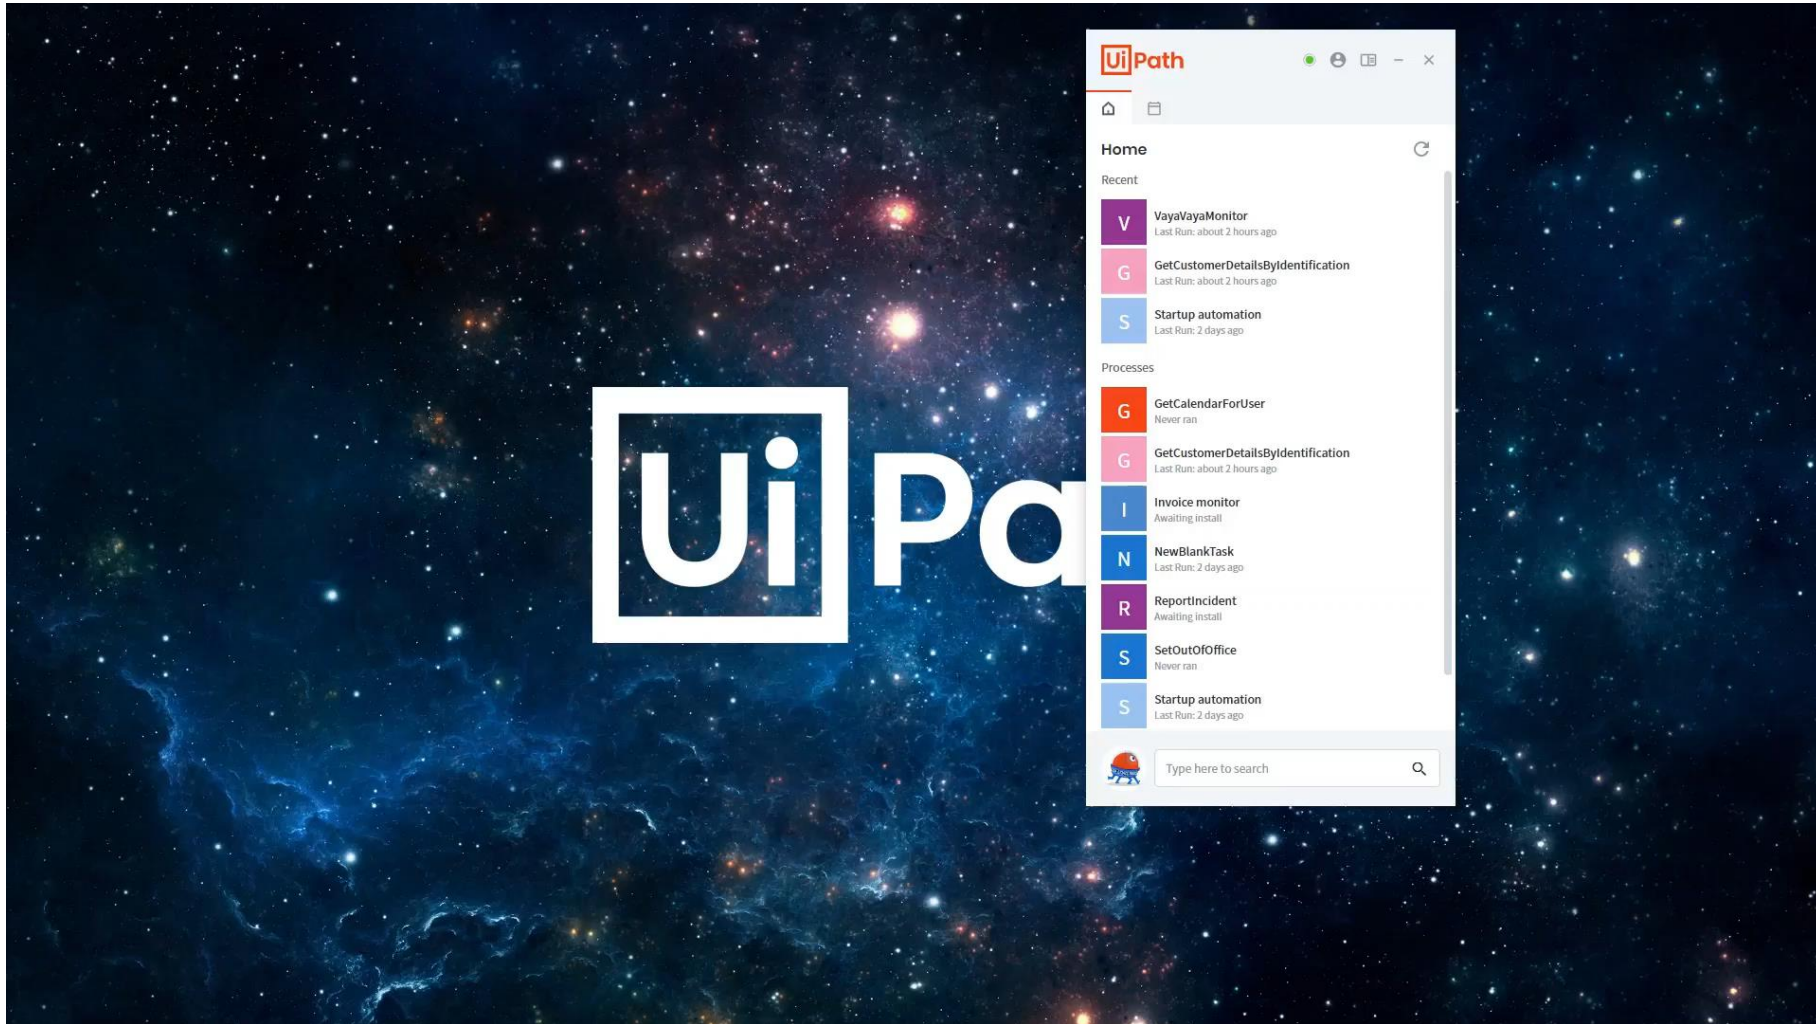 UiPath
Home
Recent
V
VayaVayaMonitor
Last Run: about 2 hours ago
G
GetCustomerDetailsByIdentification
Last Run: about 2 hours ago
S
Startup automation
Last Run: 2 days ago
Processes
G
GetCalendarForUser
Never ran
G
GetCustomerDetailsByIdentification
Last Run: about 2 hours ago
I
Invoice monitor
Awaiting install
N
NewBlankTask
Last Run: 2 days ago
R
ReportIncident
Awaiting install
S
SetOutOfOffice
Never ran
S
Startup automation
Last Run: 2 days ago
Type here to search
Ui Pa